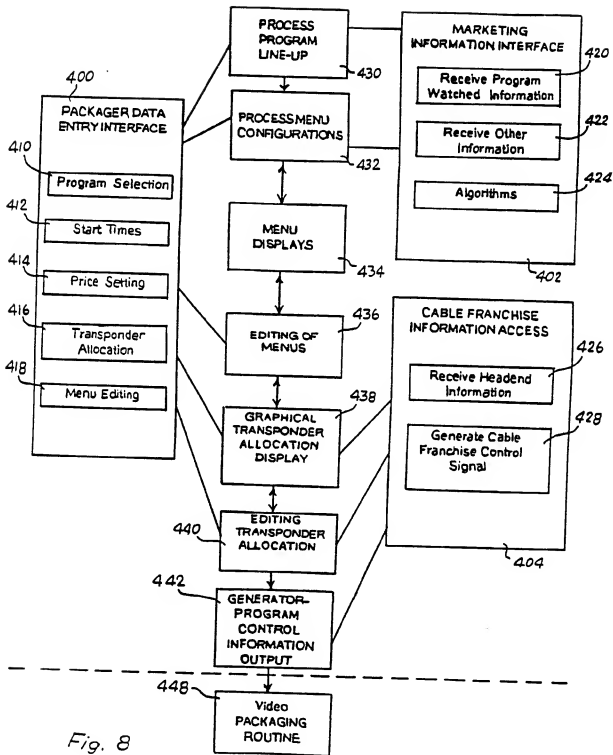 400
PACKAGER DATA
ENTRY INTERFACE
410
Program Selection
412
Start Times
414
Price Setting
416
Transponder
Allocation
418
Menu Editing
PROCESS
PROGRAM
LINE-UP
430
PROCESS MENU
CONFIGURATIONS
432
MENU
DISPLAYS
434
EDITING OF
MENUS
436
GRAPHICAL
TRANSPONDER
ALLOCATION
DISPLAY
438
EDITING
TRANSPONDER
ALLOCATION
440
442
GENERATOR-
PROGRAM
CONTROL
INFORMATION
OUTPUT
448
Video
PACKAGING
ROUTINE
MARKETING
INFORMATION INTERFACE
420
Receive Program
Watched Information
422
Receive Other
Information
424
Algorithms
402
CABLE FRANCHISE
INFORMATION ACCESS
426
Receive Headend
Information
428
Generate Cable
Franchise Control
Signal
404
Fig. 8